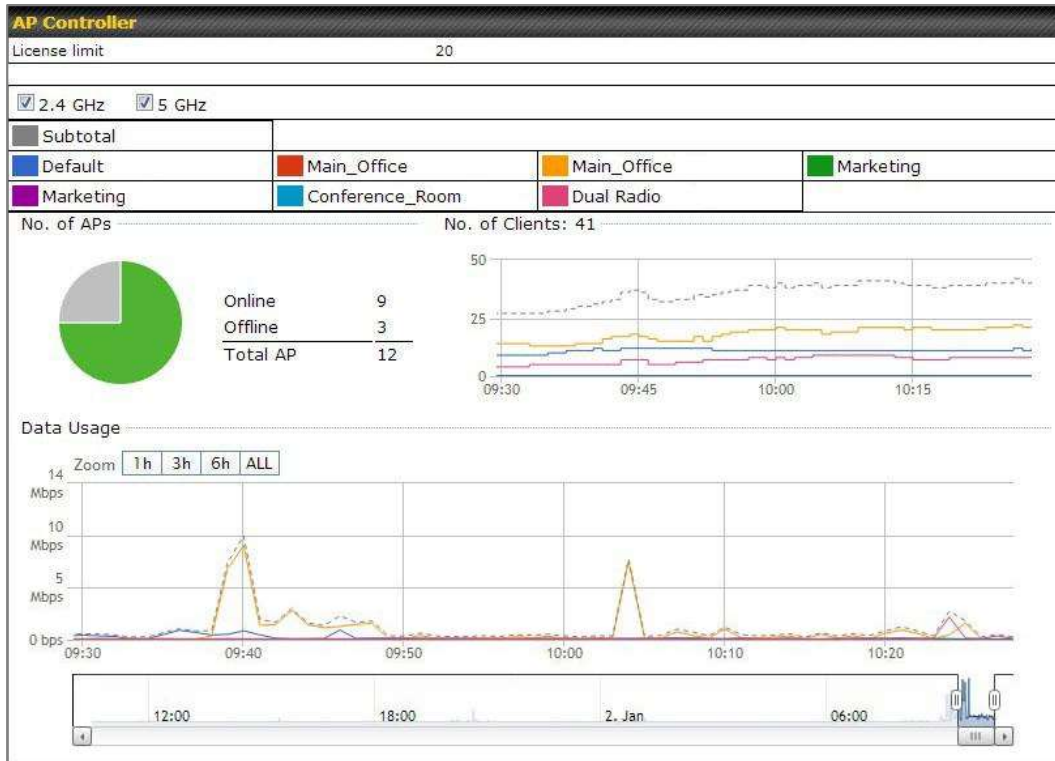 AP Controller
License limit 20
2.4 GHz 5 GHz
Subtotal
Default Main_Office Main_Office Marketing
Marketing Conference_Room Dual Radio
No. of APs No. of Clients: 41
Online 9
Offline 3
Total AP 12
50
25
0
09:30 09:45 10:00 10:15
Data Usage
Zoom 1h 3h 6h ALL
14
Mbps
10
Mbps
5
Mbps
0 bps
09:30 09:40 09:50 10:00 10:10 10:20
12:00 18:00 2. Jan 06:00